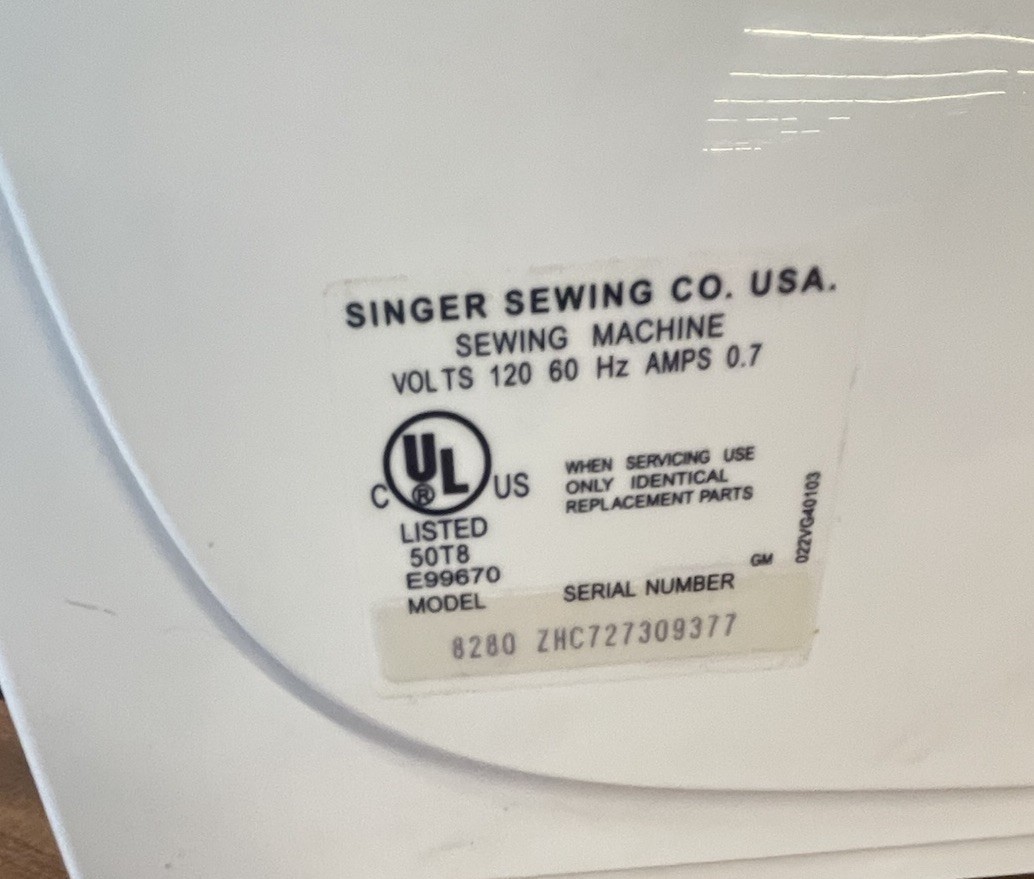 SINGER SEWING CO. USA.
SEWING MACHINE
VOLTS 120 60 Hz AMPS 0.7
C UL ® US
WHEN SERVICING USE
ONLY IDENTICAL
REPLACEMENT PARTS
022VG40103
LISTED
50T8
E99670
GM
MODEL SERIAL NUMBER
8280 ZHC727309377